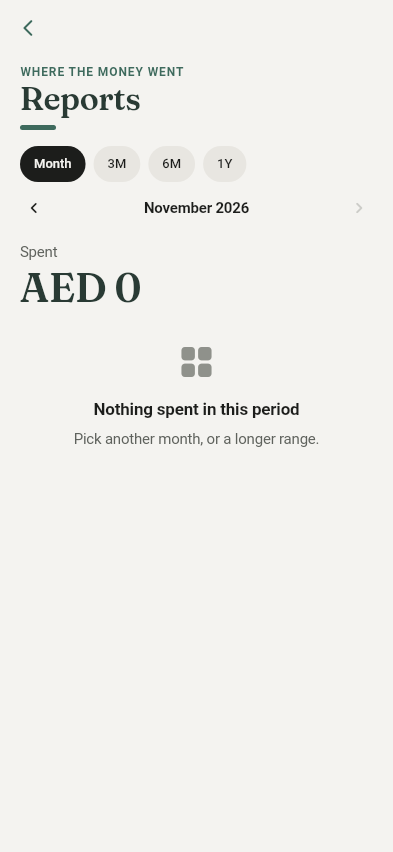 WHERE THE MONEY WENT
Reports
Month 3M 6M 1Y
November 2026
Spent
AED 0
Nothing spent in this period
Pick another month, or a longer range.